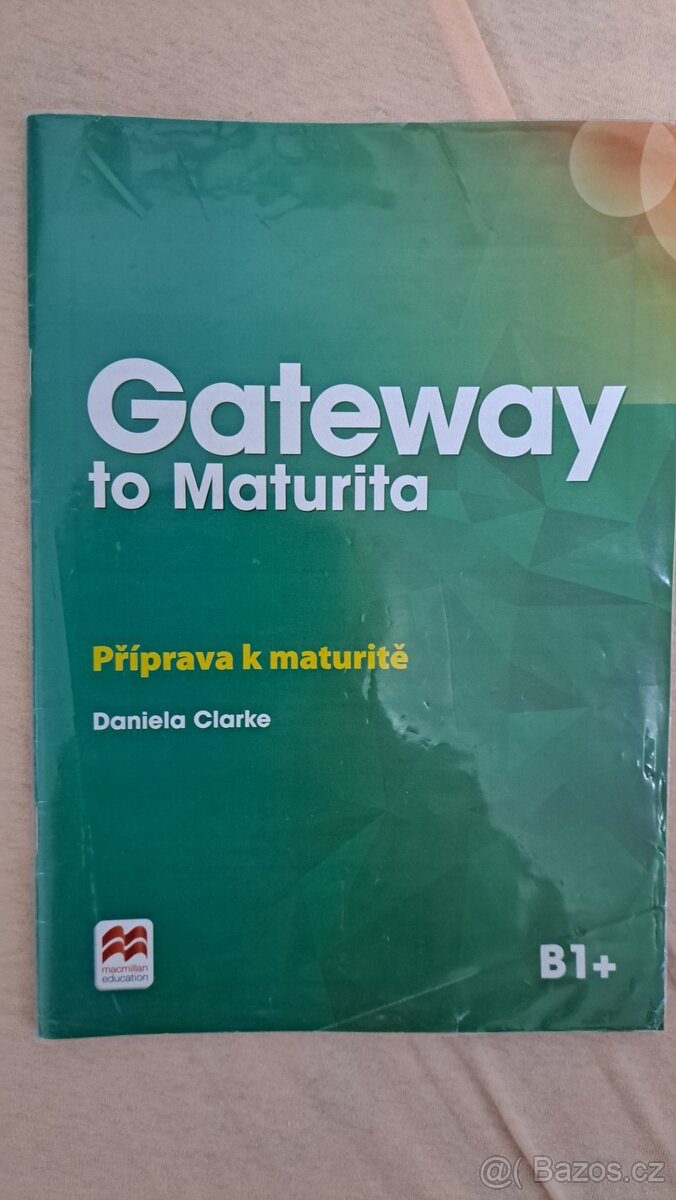 Gateway
to Maturita
Příprava k maturitě
Daniela Clarke
macmillan
education
B1+
@( Bazos.cz